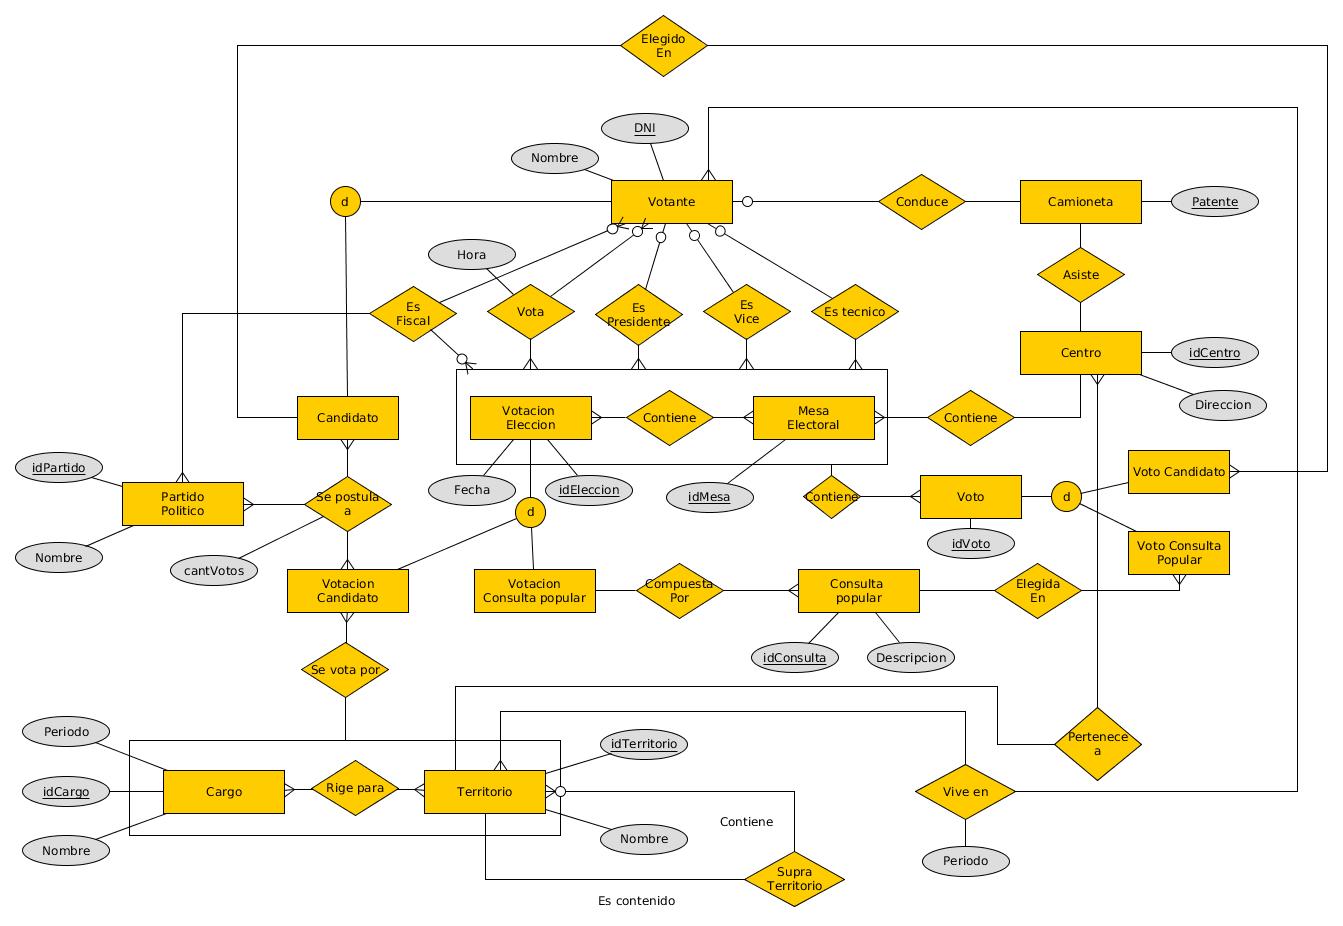 Elegido
En
DNI
Nombre
d
Votante
Conduce
Camioneta
Patente
Hora
Asiste
Es
Fiscal
Vota
Es
Presidente
Es
Vice
Es tecnico
Centro
idCentro
Direccion
Candidato
Votacion
Eleccion
Contiene
Mesa
Electoral
Contiene
idPartido
Partido
Politico
Se postula
a
Fecha
idEleccion
idMesa
Contiene
Voto
d
Voto Candidato
Nombre
cantVotos
d
idVoto
Voto Consulta
Popular
Votacion
Candidato
Votacion
Consulta popular
Compuesta
Por
Consulta
popular
Elegida
En
Se vota por
idConsulta
Descripcion
Periodo
idTerritorio
Pertenece
a
idCargo
Cargo
Rige para
Territorio
Vive en
Contiene
Nombre
Nombre
Periodo
Supra
Territorio
Es contenido